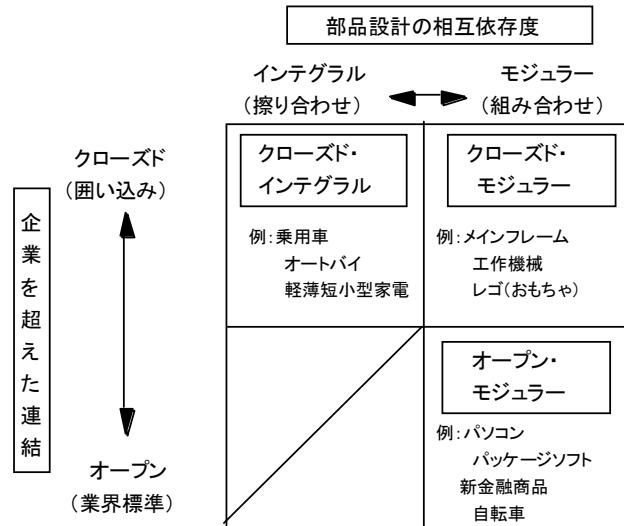 部品設計の相互依存度
インテグラル
(擦り合わせ)
モジュラー
(組み合わせ)
クローズド
(囲い込み)
企業を超えた連結
オープン
(業界標準)
クローズド・
インテグラル
例:乗用車
オートバイ
軽薄短小型家電
クローズド・
モジュラー
例:メインフレーム
工作機械
レゴ(おもちゃ)
オープン・
モジュラー
例:パソコン
パッケージソフト
新金融商品
自転車